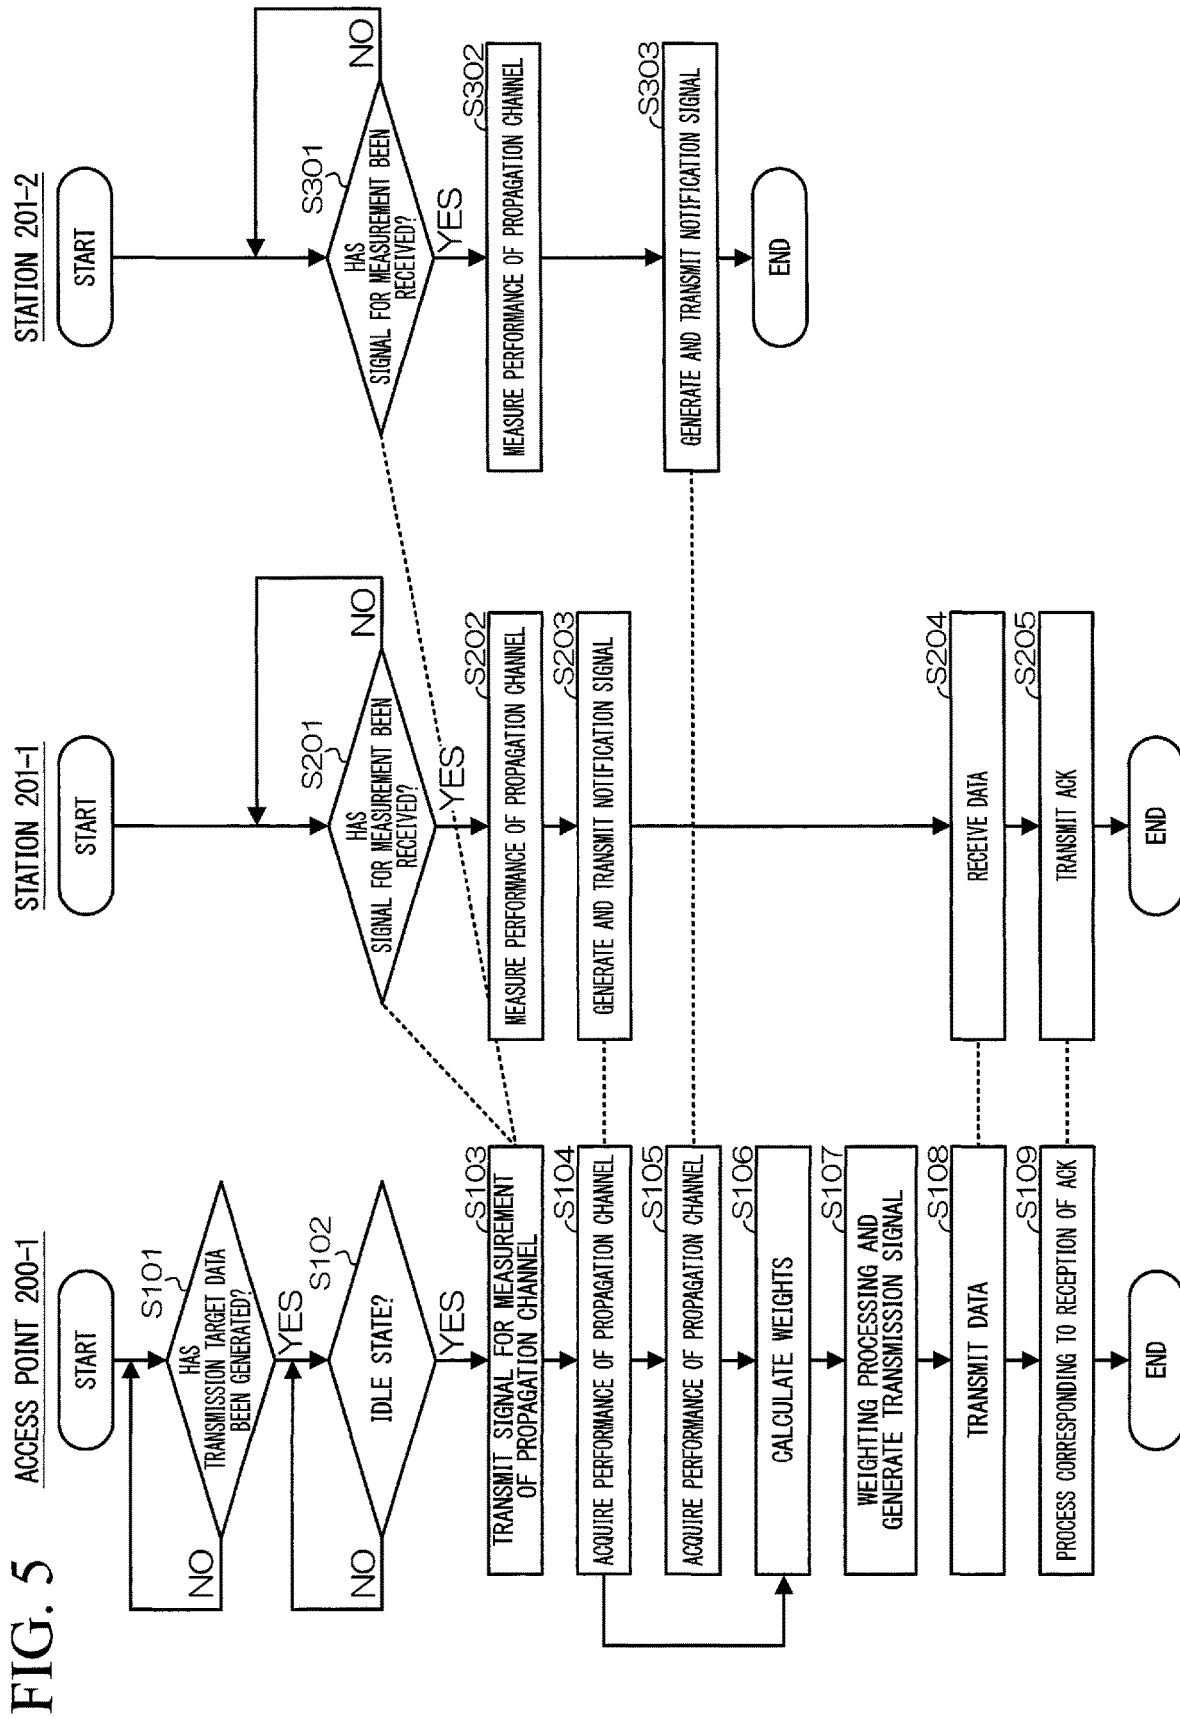 FIG. 5
ACCESS POINT 200-1
START
S101
HAS
TRANSMISSION TARGET DATA
BEEN GENERATED?
NO
YES
S102
IDLE STATE?
NO
YES
S103
TRANSMIT SIGNAL FOR MEASUREMENT
OF PROPAGATION CHANNEL
S104
ACQUIRE PERFORMANCE OF PROPAGATION CHANNEL
S105
ACQUIRE PERFORMANCE OF PROPAGATION CHANNEL
S106
CALCULATE WEIGHTS
S107
WEIGHTING PROCESSING AND
GENERATE TRANSMISSION SIGNAL
S108
TRANSMIT DATA
S109
PROCESS CORRESPONDING TO RECEPTION OF ACK
END
STATION 201-1
START
S201
HAS
SIGNAL FOR MEASUREMENT BEEN
RECEIVED?
NO
YES
S202
MEASURE PERFORMANCE OF PROPAGATION CHANNEL
S203
GENERATE AND TRANSMIT NOTIFICATION SIGNAL
S204
RECEIVE DATA
S205
TRANSMIT ACK
END
STATION 201-2
START
S301
HAS
SIGNAL FOR MEASUREMENT BEEN
RECEIVED?
NO
YES
S302
MEASURE PERFORMANCE OF PROPAGATION CHANNEL
S303
GENERATE AND TRANSMIT NOTIFICATION SIGNAL
END